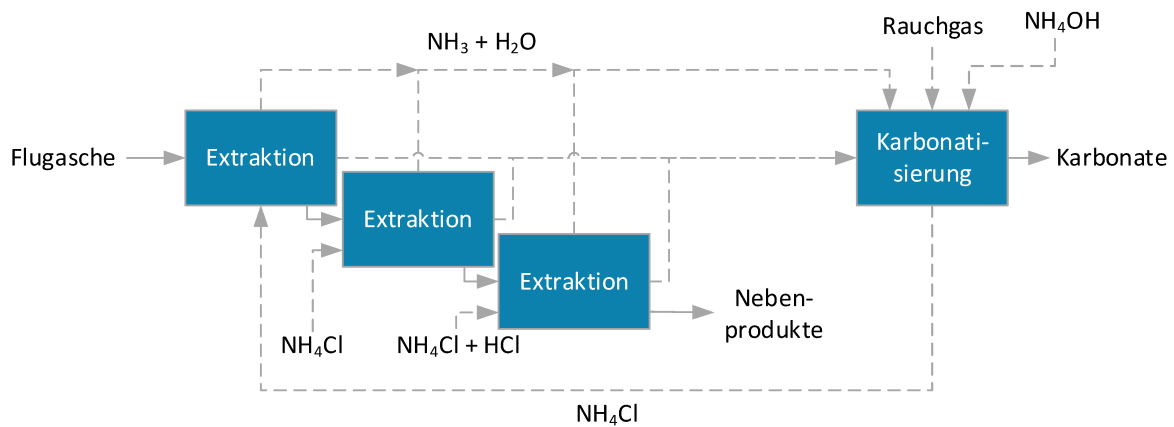 NH₃ + H₂O
Rauchgas
NH₄OH
Flugasche
Extraktion
Karbonati-
sierung
Karbonate
Extraktion
Extraktion
Neben-
produkte
NH₄Cl
NH₄Cl + HCl
NH₄Cl